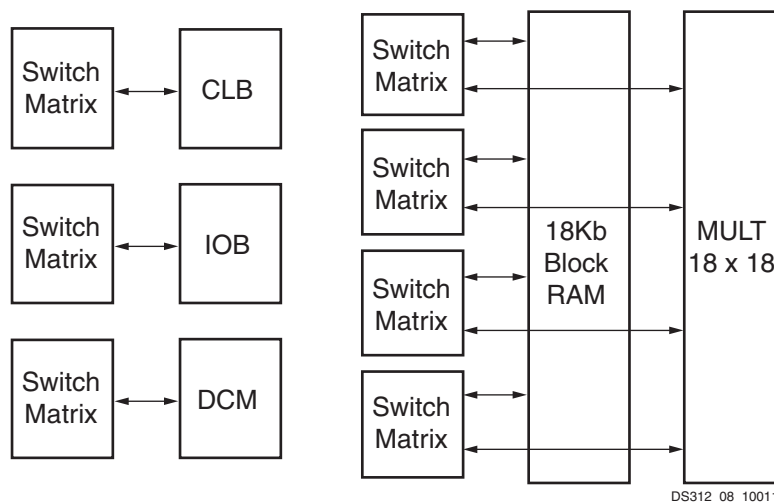 Switch
Matrix
CLB
Switch
Matrix
IOB
Switch
Matrix
DCM
Switch
Matrix
Switch
Matrix
Switch
Matrix
Switch
Matrix
18Kb
Block
RAM
MULT
18 x 18